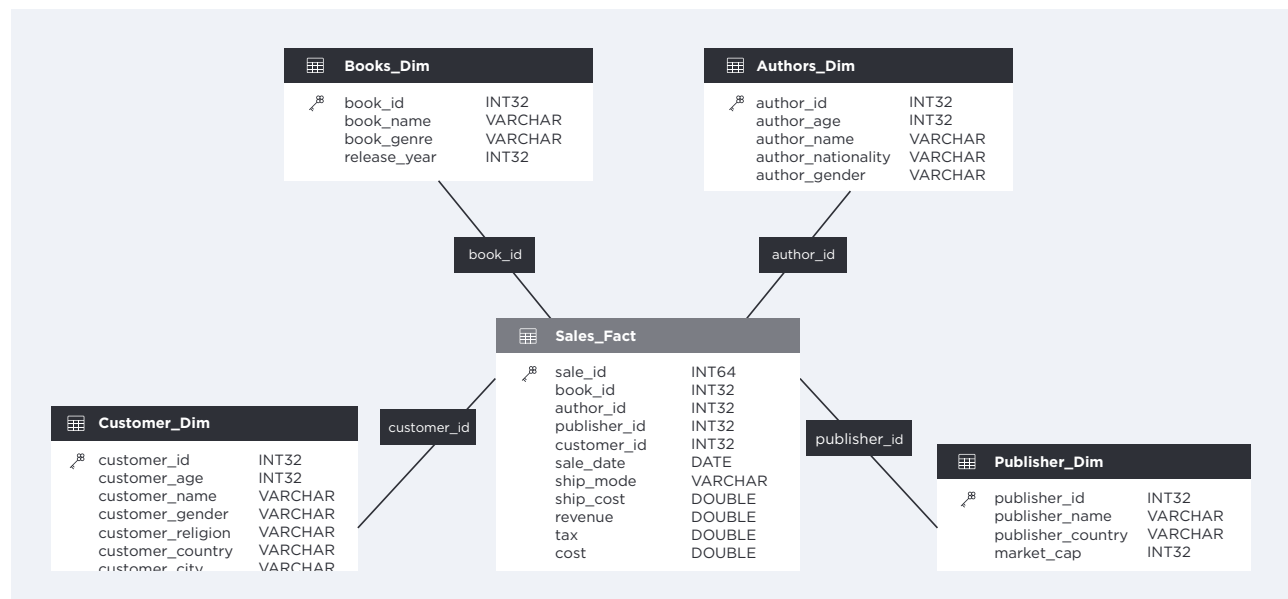 Books_Dim
book_id INT32
book_name VARCHAR
book_genre VARCHAR
release_year INT32
Authors_Dim
author_id INT32
author_age INT32
author_name VARCHAR
author_nationality VARCHAR
author_gender VARCHAR
book_id
author_id
Sales_Fact
sale_id INT64
book_id INT32
author_id INT32
publisher_id INT32
customer_id INT32
sale_date DATE
ship_mode VARCHAR
ship_cost DOUBLE
revenue DOUBLE
tax DOUBLE
cost DOUBLE
customer_id
publisher_id
Customer_Dim
customer_id INT32
customer_age INT32
customer_name VARCHAR
customer_gender VARCHAR
customer_religion VARCHAR
customer_country VARCHAR
customer_city VARCHAR
Publisher_Dim
publisher_id INT32
publisher_name VARCHAR
publisher_country VARCHAR
market_cap INT32